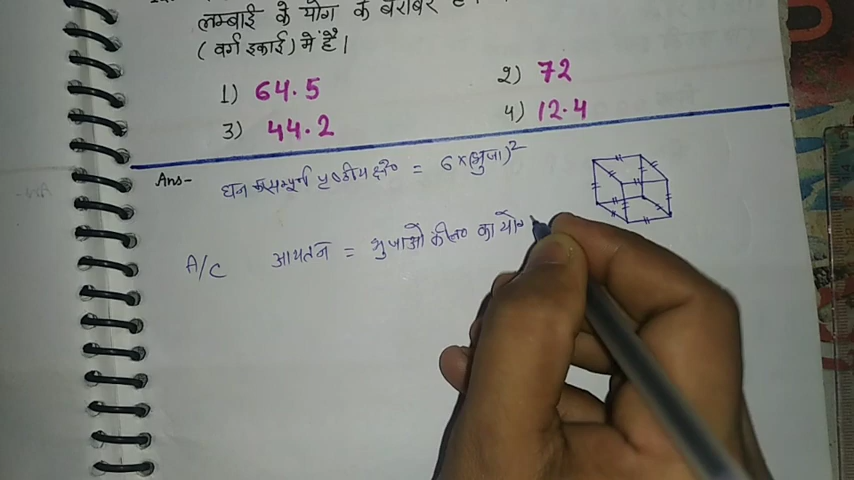 लम्बाई के योग के बराबर
(वर्ग इकाई) में है।
1) 64.5
2) 72
3) 44.2
4) 12.4
Ans- घन का सम्पूर्ण पृष्ठीय क्षे० = 6×(भुजा)²
A/C आयतन = भुजाओं की ल० का योग